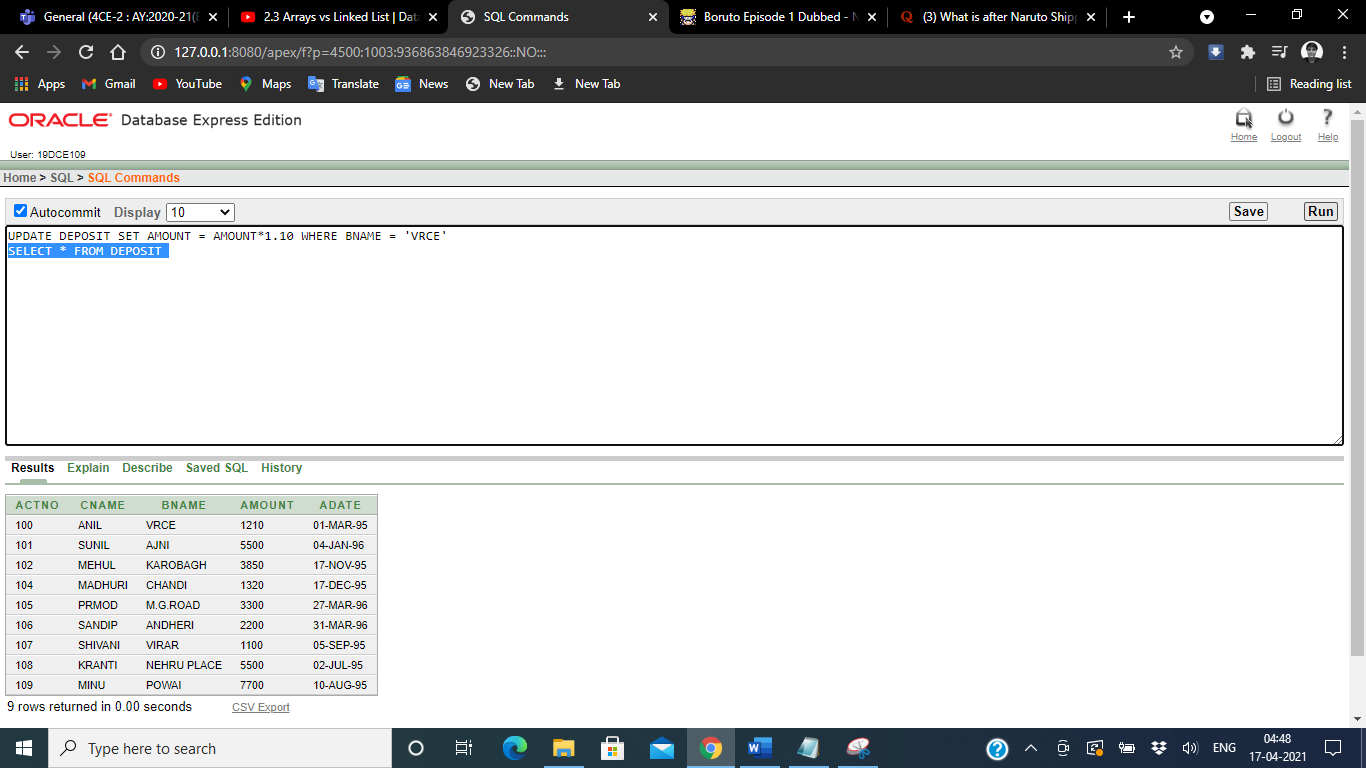 General (4CE-2 : AY:2020-21(E
2.3 Arrays vs Linked List | Data
SQL Commands
Boruto Episode 1 Dubbed - N
(3) What is after Naruto Shipp
127.0.0.1:8080/apex/f?p=4500:1003:936863846923326::NO:::
Apps Gmail YouTube Maps Translate News New Tab New Tab Reading list
ORACLE Database Express Edition
Home Logout Help
User: 19DCE109
Home > SQL > SQL Commands
Autocommit Display 10 Save Run
UPDATE DEPOSIT SET AMOUNT = AMOUNT*1.10 WHERE BNAME = 'VRCE'
SELECT * FROM DEPOSIT
Results Explain Describe Saved SQL History
ACTNO CNAME BNAME AMOUNT ADATE
100 ANIL VRCE 1210 01-MAR-95
101 SUNIL AJNI 5500 04-JAN-96
102 MEHUL KAROBAGH 3850 17-NOV-95
104 MADHURI CHANDI 1320 17-DEC-95
105 PRMOD M.G.ROAD 3300 27-MAR-96
106 SANDIP ANDHERI 2200 31-MAR-96
107 SHIVANI VIRAR 1100 05-SEP-95
108 KRANTI NEHRU PLACE 5500 02-JUL-95
109 MINU POWAI 7700 10-AUG-95
9 rows returned in 0.00 seconds CSV Export
Type here to search
ENG
04:48
17-04-2021